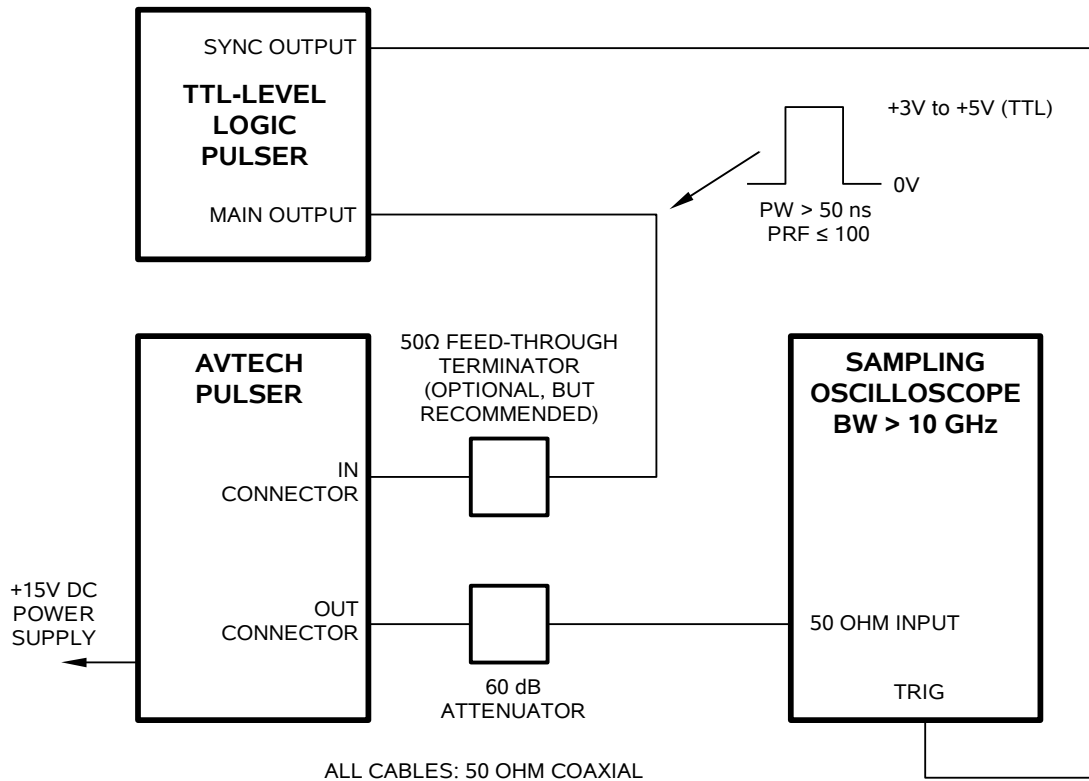 SYNC OUTPUT
TTL-LEVEL
LOGIC
PULSER
MAIN OUTPUT
+3V to +5V (TTL)
0V
PW > 50 ns
PRF ≤ 100
AVTECH
PULSER
50Ω FEED-THROUGH
TERMINATOR
(OPTIONAL, BUT
RECOMMENDED)
SAMPLING
OSCILLOSCOPE
BW > 10 GHz
IN
CONNECTOR
+15V DC
POWER
SUPPLY
OUT
CONNECTOR
50 OHM INPUT
60 dB
ATTENUATOR
TRIG
ALL CABLES: 50 OHM COAXIAL